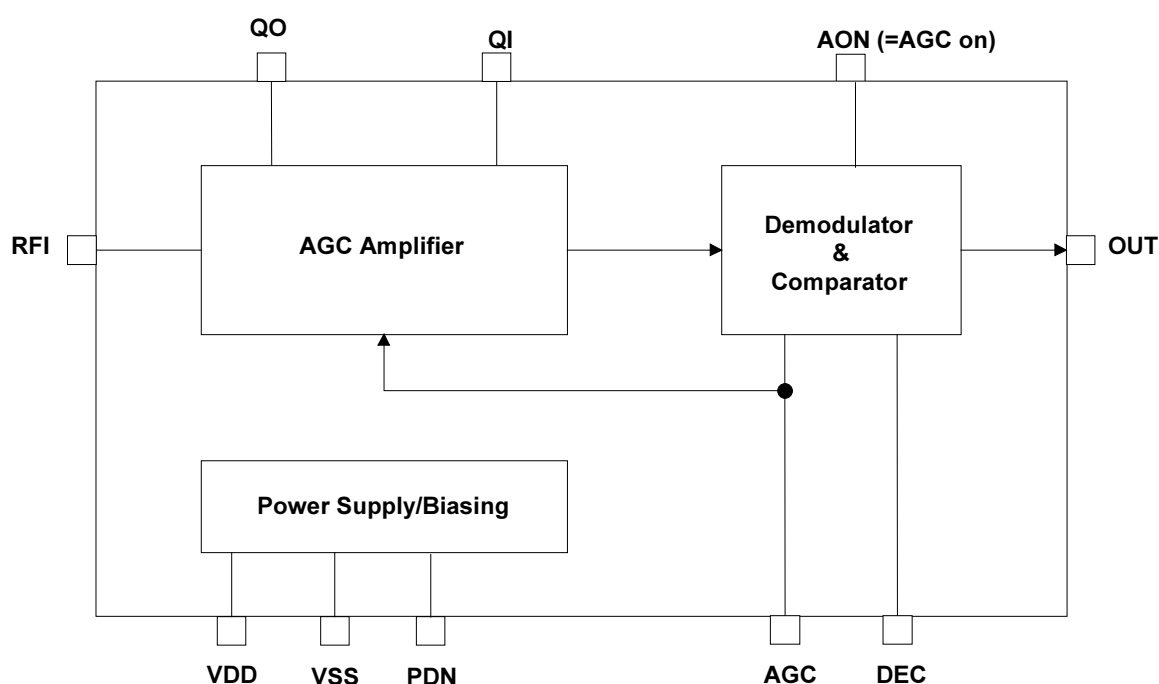 QO
QI
AON (=AGC on)
RFI
AGC Amplifier
Demodulator
&
Comparator
OUT
Power Supply/Biasing
VDD
VSS
PDN
AGC
DEC